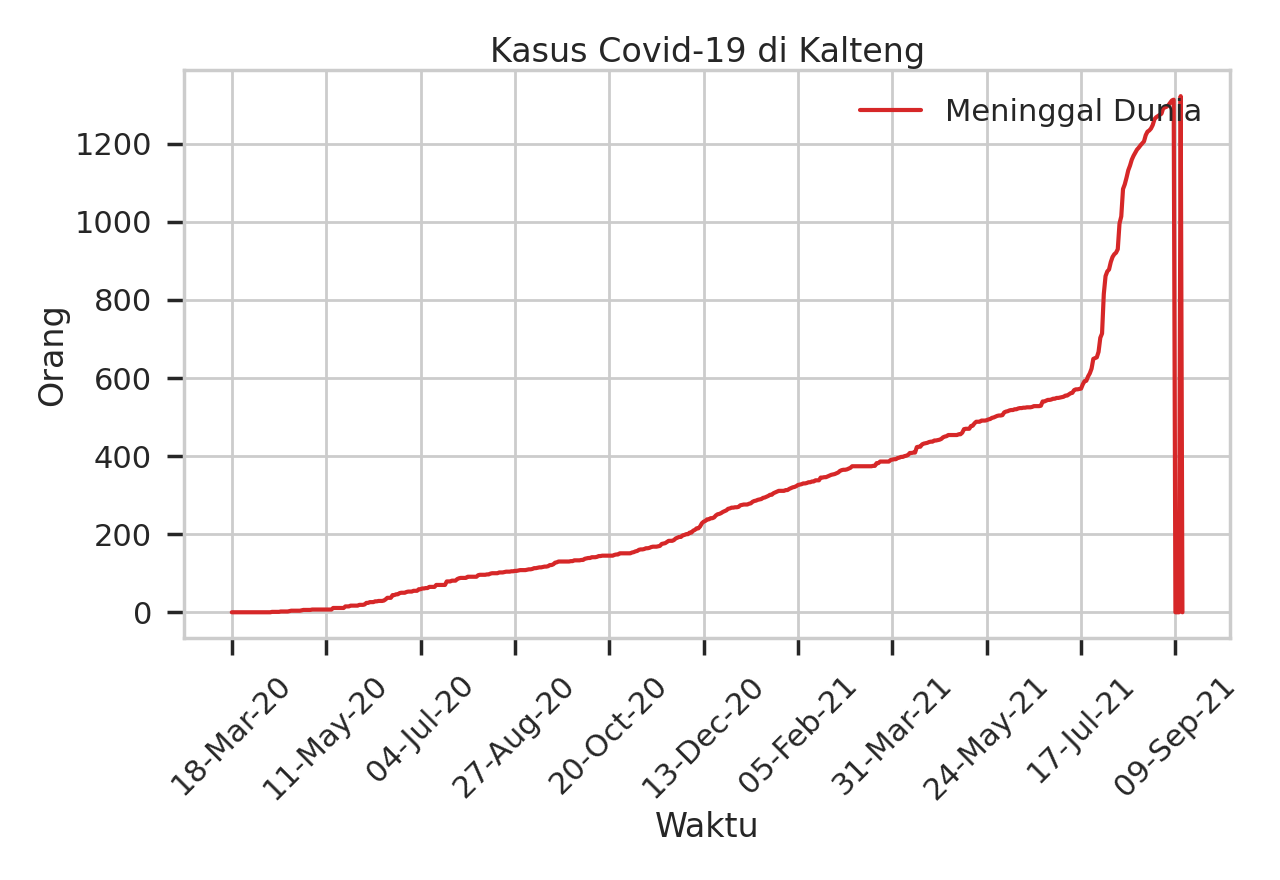 Kasus Covid-19 di Kalteng
Meninggal Dunia
Orang
1200
1000
800
600
400
200
0
18-Mar-20
11-May-20
04-Jul-20
27-Aug-20
20-Oct-20
13-Dec-20
05-Feb-21
31-Mar-21
24-May-21
17-Jul-21
09-Sep-21
Waktu